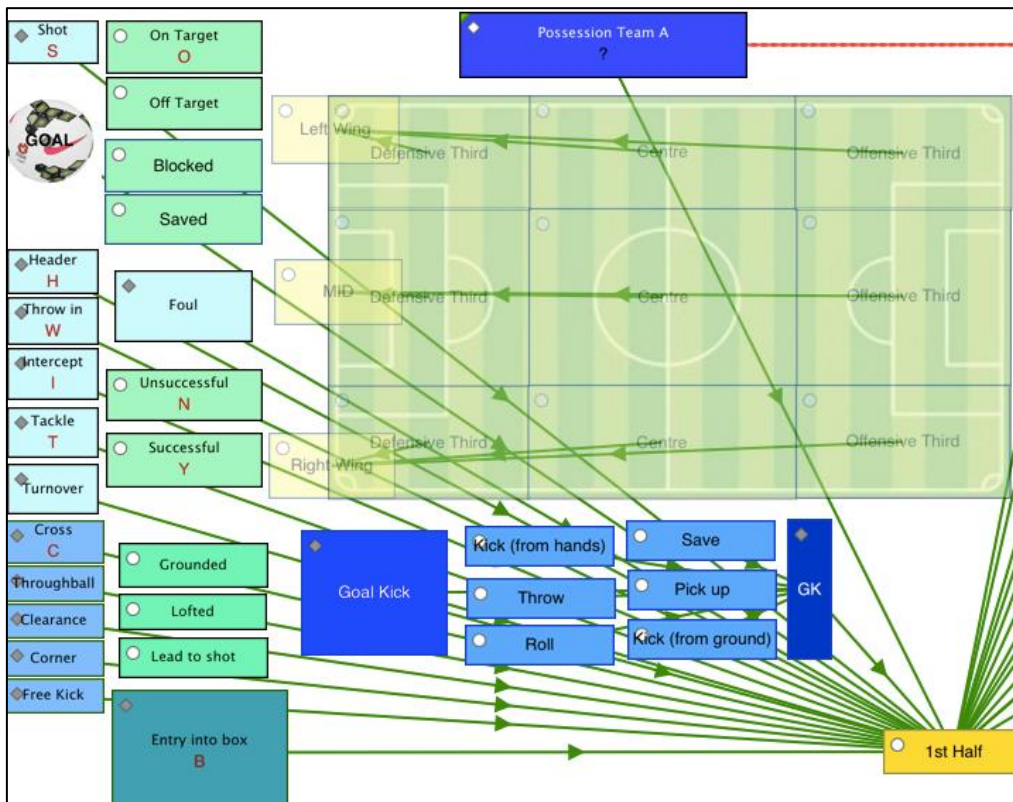 Shot
S
On Target
O
Possession Team A
?
Off Target
GOAL
Left Wing
Defensive Third
Centre
Offensive Third
Blocked
Saved
Header
H
Foul
MID
Defensive Third
Centre
Offensive Third
Throw in
W
Intercept
I
Unsuccessful
N
Tackle
T
Successful
Y
Defensive Third
Centre
Offensive Third
Right Wing
Turnover
Cross
C
Grounded
Goal Kick
Kick (from hands)
Save
Throughball
Throw
Pick up
GK
Clearance
Lofted
Roll
Kick (from ground)
Corner
Lead to shot
Free Kick
Entry into box
B
1st Half